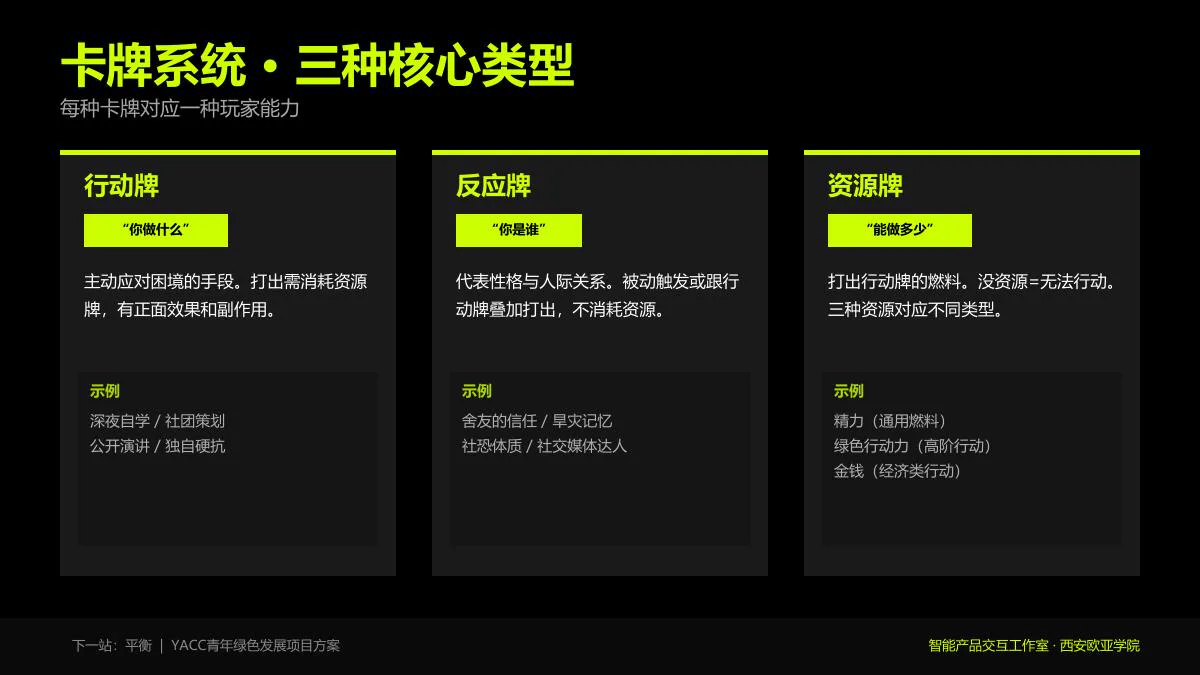 卡牌系统·三种核心类型
每种卡牌对应一种玩家能力
行动牌
“你做什么”
主动应对困境的手段。打出需消耗资源
牌，有正面效果和副作用。
示例
深夜自学 / 社团策划
公开演讲 / 独自硬抗
反应牌
“你是谁”
代表性格与人际关系。被动触发或跟行
动牌叠加打出，不消耗资源。
示例
舍友的信任 / 旱灾记忆
社恐体质 / 社交媒体达人
资源牌
“能做多少”
打出行动牌的燃料。没资源=无法行动。
三种资源对应不同类型。
示例
精力（通用燃料）
绿色行动力（高阶行动）
金钱（经济类行动）
下一站：平衡 | YACC青年绿色发展项目方案
智能产品交互工作室·西安欧亚学院